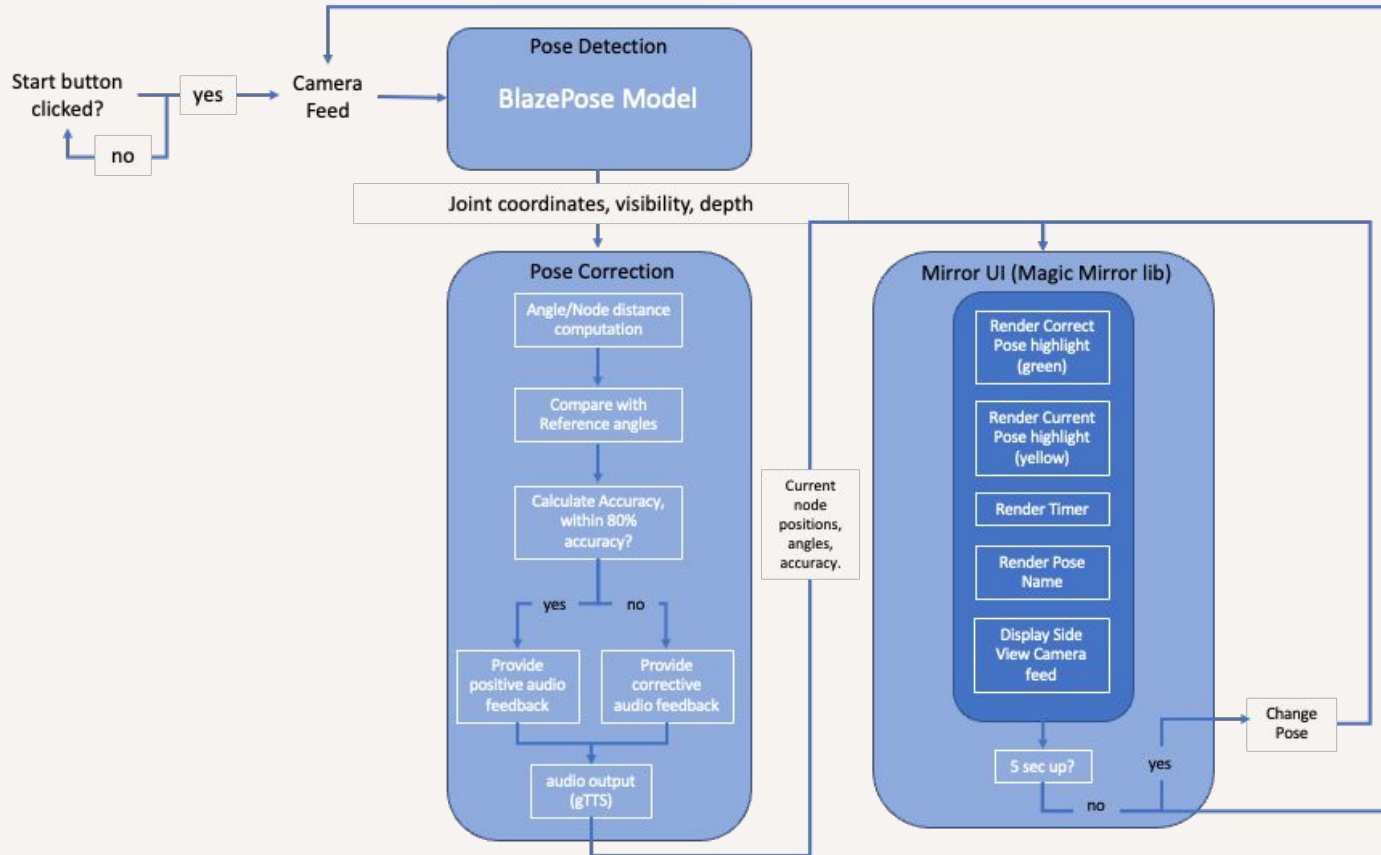 Start button
clicked?
yes
no
Camera
Feed
Pose Detection
BlazePose Model
Joint coordinates, visibility, depth
Pose Correction
Angle/Node distance
computation
Compare with
Reference angles
Calculate Accuracy,
within 80%
accuracy?
yes
no
Provide
positive audio
feedback
Provide
corrective
audio feedback
audio output
(gTTS)
Current
node
positions,
angles,
accuracy.
Mirror UI (Magic Mirror lib)
Render Correct
Pose highlight
(green)
Render Current
Pose highlight
(yellow)
Render Timer
Render Pose
Name
Display Side
View Camera
feed
5 sec up?
yes
no
Change
Pose